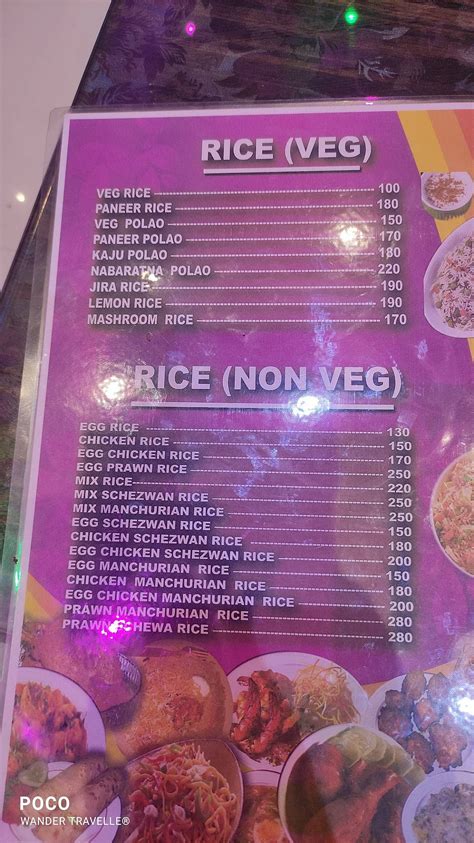 RICE (VEG)
VEG RICE 100
PANEER RICE 180
VEG POLAO 150
PANEER POLAO 170
KAJU POLAO 180
NABARATNA POLAO 220
JIRA RICE 190
LEMON RICE 190
MASHROOM RICE 170
RICE (NON VEG)
EGG RICE 130
CHICKEN RICE 150
EGG CHICKEN RICE 170
EGG PRAWN RICE 250
MIX RICE 220
MIX SCHEZWAN RICE 250
MIX MANCHURIAN RICE 250
EGG SCHEZWAN RICE 150
CHICKEN SCHEZWAN RICE 180
EGG CHICKEN SCHEZWAN RICE 200
EGG MANCHURIAN RICE 150
CHICKEN MANCHURIAN RICE 180
EGG CHICKEN MANCHURIAN RICE 200
PRAWN MANCHURIAN RICE 280
PRAWN RICE 280
POCO
WANDER TRAVELLE®